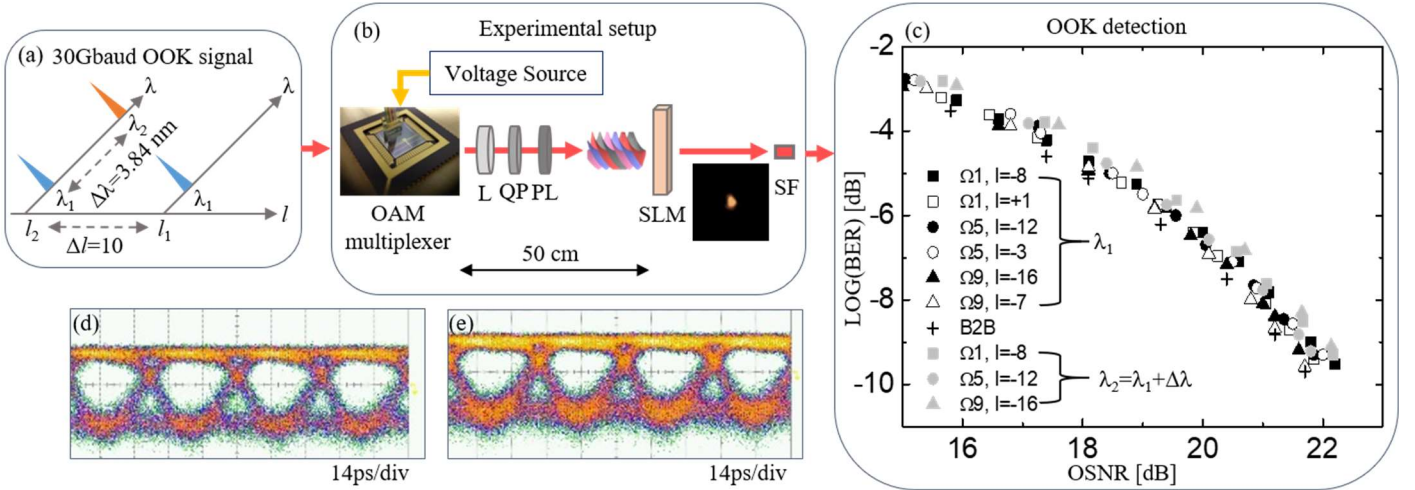 (a) 30Gbaud OOK signal
λ
λ
λ2
Δλ=3.84 nm
λ1
λ1
l2
l1
l
Δl=10
(b)
Experimental setup
Voltage Source
L
QP
PL
OAM
multiplexer
SLM
SF
50 cm
(c)
OOK detection
LOG(BER) [dB]
-2
-4
-6
-8
-10
Ω1, l=-8
Ω1, l=+1
Ω5, l=-12
Ω5, l=-3
Ω9, l=-16
Ω9, l=-7
λ1
B2B
Ω1, l=-8
Ω5, l=-12
Ω9, l=-16
λ2=λ1+Δλ
16
18
20
22
OSNR [dB]
(d)
14ps/div
(e)
14ps/div